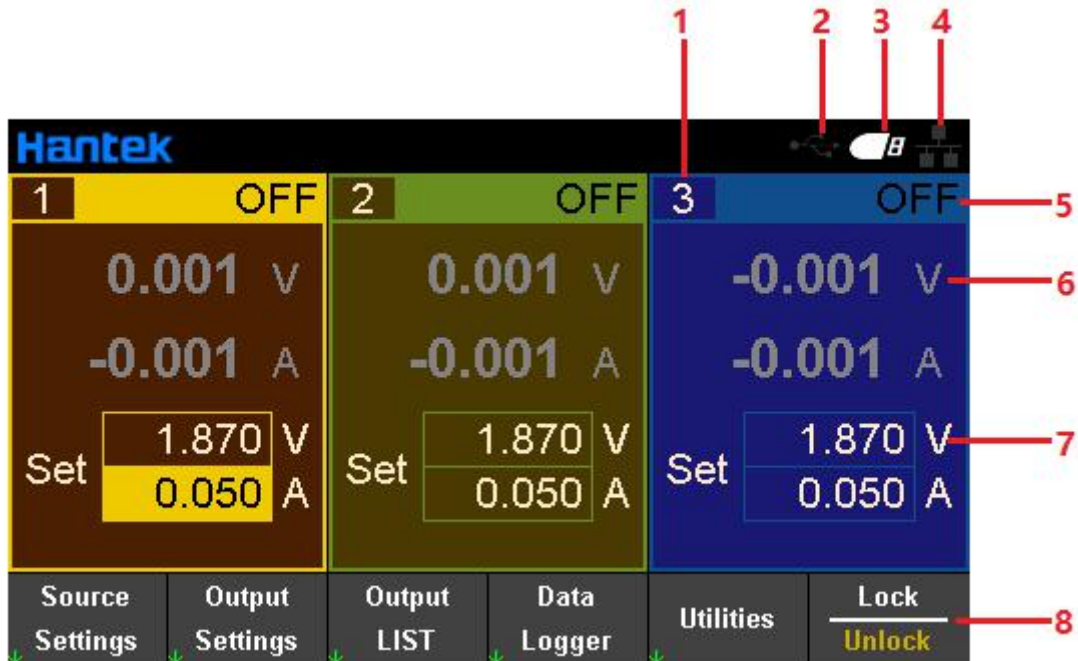 1 2 3 4
Hantek
1 OFF 2 OFF 3 OFF 5
0.001 V 0.001 V -0.001 V 6
-0.001 A -0.001 A -0.001 A
1.870 V 1.870 V 1.870 V 7
Set Set Set
0.050 A 0.050 A 0.050 A
Source Output Output Data Utilities Lock 8
Settings Settings LIST Logger Unlock